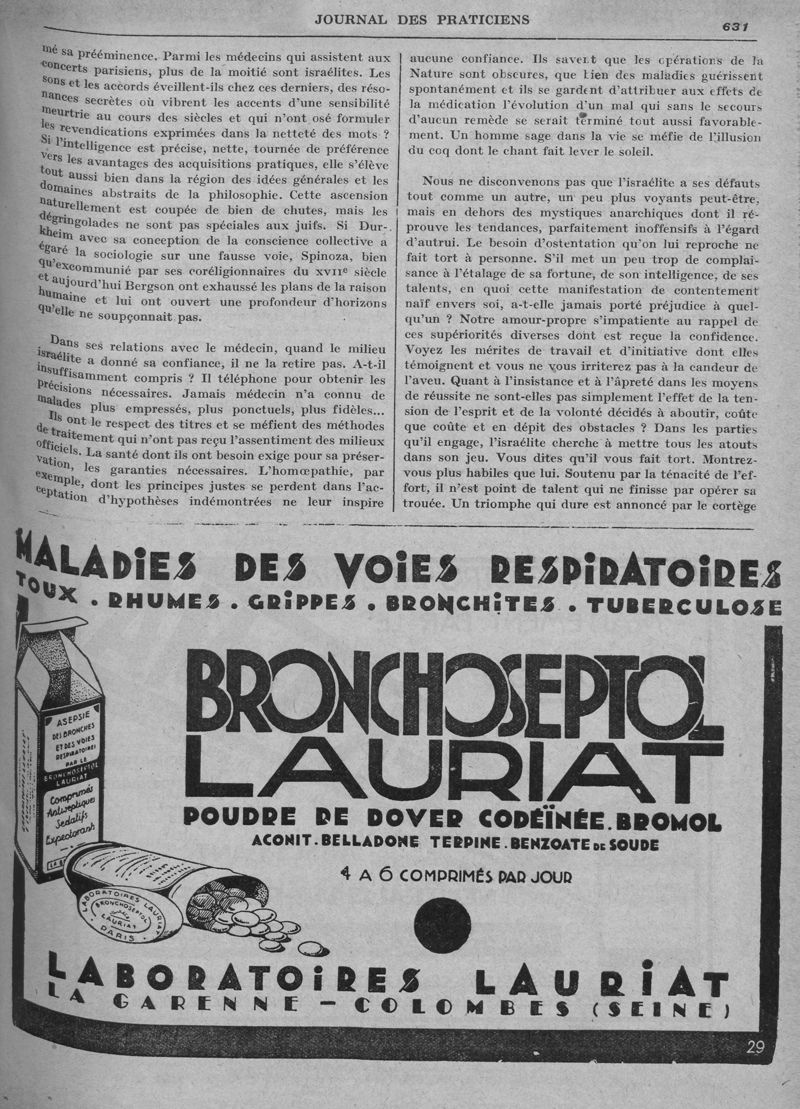 JOURNAL DES PRATICIENS
631
mé sa prééminence. Parmi les médecins qui assistent aux
concerts parisiens, plus de la moitié sont israélites. Les
sons et les accords éveillent-ils chez ces derniers, des réso-
nances secrètes où vibrent les accents d'une sensibilité
meurtrie au cours des siècles et qui n'ont osé formuler
les revendications exprimées dans la netteté des mots ?
Si l'intelligence est précise, nette, tournée de préférence
vers les avantages des acquisitions pratiques, elle s'élève
tout aussi bien dans la région des idées générales et les
domaines abstraits de la philosophie. Cette ascension
naturellement est coupée de bien de chutes, mais les
dégringolades ne sont pas spéciales aux juifs. Si Dur-
kheim avec sa conception de la conscience collective a
égaré la sociologie sur une fausse voie, Spinoza, bien
qu'excommunié par ses coréligionnaires du XVIIe siècle
et aujourd'hui Bergson ont exhaussé les plans de la raison
humaine et lui ont ouvert une profondeur d'horizons
qu'elle ne soupçonnait pas.
Dans ses relations avec le médecin, quand le milieu
israélite a donné sa confiance, il ne la retire pas. A-t-il
insuffisamment compris ? Il téléphone pour obtenir les
précisions nécessaires. Jamais médecin n'a connu de
malades plus empressés, plus ponctuels, plus fidèles...
Ils ont le respect des titres et se méfient des méthodes
de traitement qui n'ont pas reçu l'assentiment des milieux
officiels. La santé dont ils ont besoin exige pour sa préser-
vation, les garanties nécessaires. L'homœopathie, par
exemple, dont les principes justes se perdent dans l'ac-
ceptation d'hypothèses indémontrées ne leur inspire
aucune confiance. Ils savent que les opérations de la
Nature sont obscures, que bien des maladies guérissent
spontanément et ils se gardent d'attribuer aux effets de
la médication l'évolution d'un mal qui sans le secours
d'aucun remède se serait terminé tout aussi favorable-
ment. Un homme sage dans la vie se méfie de l'illusion
du coq dont le chant fait lever le soleil.
Nous ne disconvenons pas que l'israélite a ses défauts
tout comme un autre, un peu plus voyants peut-être,
mais en dehors des mystiques anarchiques dont il ré-
prouve les tendances, parfaitement inoffensifs à l'égard
d'autrui. Le besoin d'ostentation qu'on lui reproche ne
fait tort à personne. S'il met un peu trop de complai-
sance à l'étalage de sa fortune, de son intelligence, de ses
talents, en quoi cette manifestation de contentement
naïf envers soi, a-t-elle jamais porté préjudice à quel-
qu'un ? Notre amour-propre s'impatiente au rappel de
ces supériorités diverses dont est reçue la confidence.
Voyez les mérites de travail et d'initiative dont elles
témoignent et vous ne vous irriterez pas à la candeur de
l'aveu. Quant à l'insistance et à l'âpreté dans les moyens
de réussite ne sont-elles pas simplement l'effet de la ten-
sion de l'esprit et de la volonté décidés à aboutir, coûte
que coûte et en dépit des obstacles ? Dans les parties
qu'il engage, l'israélite cherche à mettre tous les atouts
dans son jeu. Vous dites qu'il vous fait tort. Montrez-
vous plus habiles que lui. Soutenu par la ténacité de l'ef-
fort, il n'est point de talent qui ne finisse par opérer sa
trouée. Un triomphe qui dure est annoncé par le cortège
MALADIES DES VOIES RESPIRATOIRES
TOUX . RHUMES . GRIPPES . BRONCHITES . TUBERCULOSE
BRONCHOSEPTOL
LAURIAT
POUDRE DE DOVER CODÉÏNÉE. BROMOL
ACONIT. BELLADONE TERPINE. BENZOATE DE SOUDE
4 A 6 COMPRIMÉS PAR JOUR
ASEPSIE
DES BRONCHES
ET DES VOIES
RESPIRATOIRES
PAR LE
BRONCHOSEPTOL
LAURIAT
Comprimés
Antiseptiques
Sedatifs
Expectorants
LABORATOIRES LAURIAT
BRONCHOSEPTOL
LAURIAT
PARIS
LABORATOIRES LAURIAT
LA GARENNE - COLOMBES (SEINE)
29